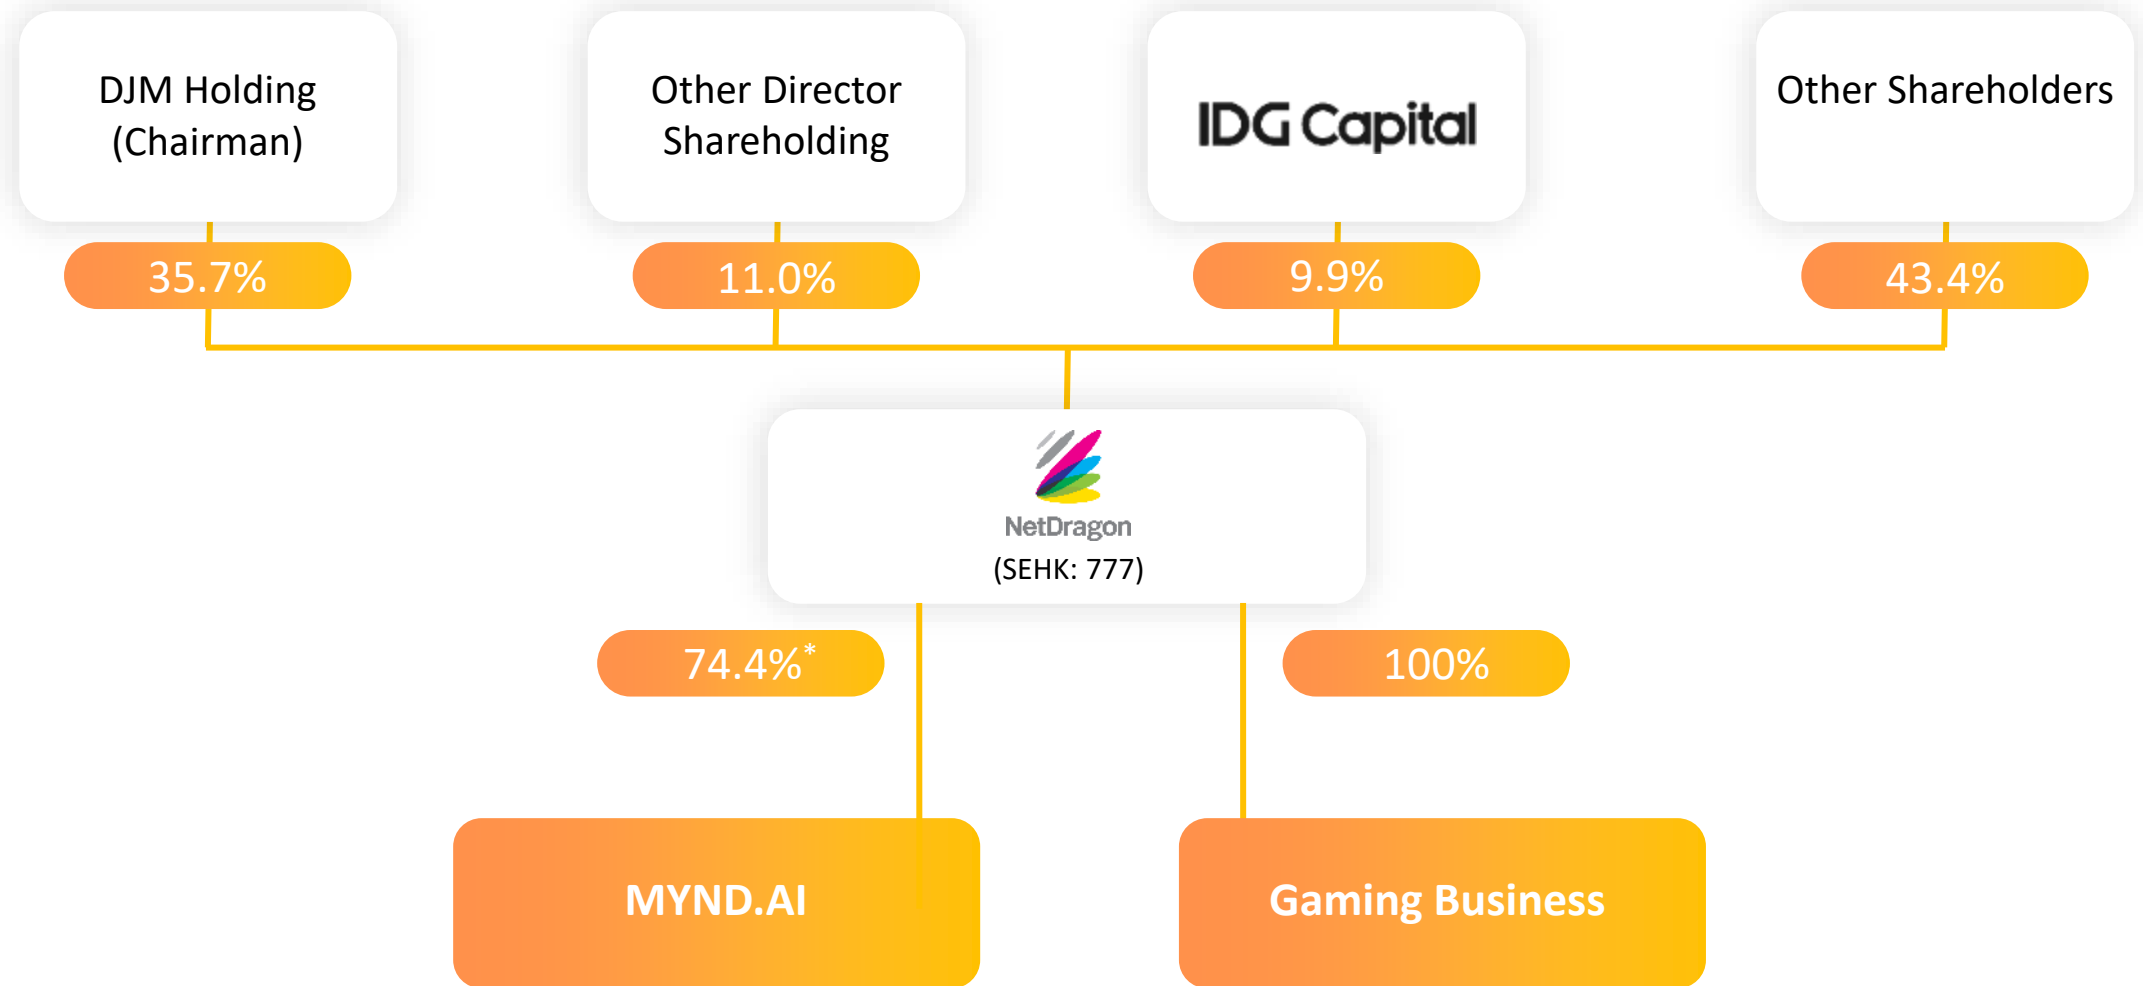 DJM Holding
(Chairman)
Other Director
Shareholding
IDG Capital
Other Shareholders
35.7%
11.0%
9.9%
43.4%
NetDragon
(SEHK: 777)
74.4%*
100%
MYND.AI
Gaming Business